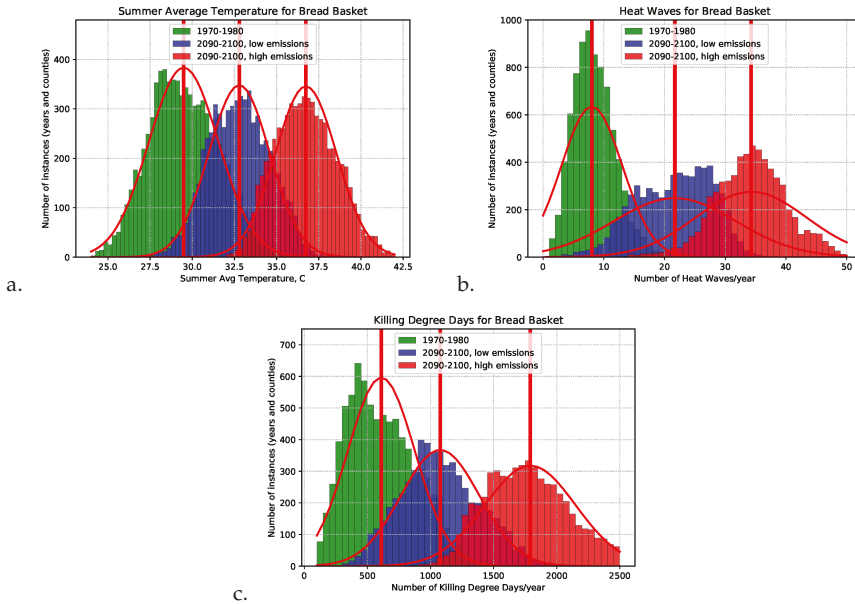 Summer Average Temperature for Bread Basket
1970-1980
2090-2100, low emissions
2090-2100, high emissions
400
300
200
100
0
Number of Instances (years and counties)
25.0 27.5 30.0 32.5 35.0 37.5 40.0 42.5
Summer Avg Temperature, C
a.
Heat Waves for Bread Basket
1970-1980
2090-2100, low emissions
2090-2100, high emissions
1000
800
600
400
200
0
Number of Instances (years and counties)
0 10 20 30 40 50
Number of Heat Waves/year
b.
Killing Degree Days for Bread Basket
1970-1980
2090-2100, low emissions
2090-2100, high emissions
700
600
500
400
300
200
100
0
Number of Instances (years and counties)
0 500 1000 1500 2000 2500
Number of Killing Degree Days/year
c.